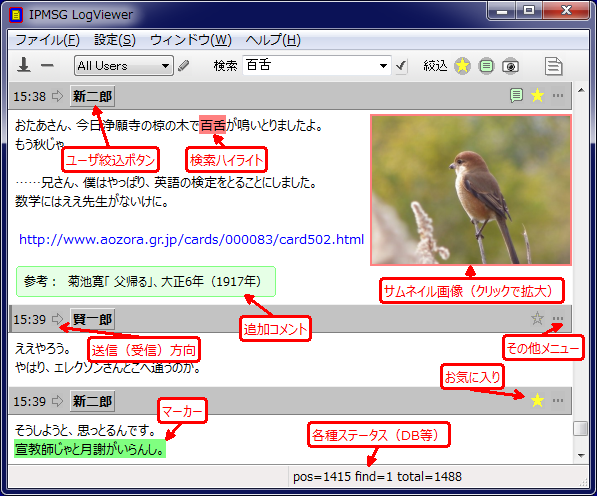 IPMSG LogViewer
ファイル(F) 設定(S) ウィンドウ(W) ヘルプ(H)
All Users 検索 百舌 絞込
15:38 新二郎
おたあさん、今日浄願寺の椋の木で百舌が鳴いとりましたよ。
もう秋じゃ
ユーザ絞込ボタン
検索ハイライト
……兄さん、僕はやっぱり、英語の検定をとることにしました。
数学にはええ先生がないけに。
http://www.aozora.gr.jp/cards/000083/card502.html
参考： 菊池寛「 父帰る」、大正6年（1917年）
サムネイル画像（クリックで拡大）
追加コメント
15:39 賢一郎
送信（受信）方向
その他メニュー
ええやろう。
やはり、エレクソンさんとこへ通うのか。
お気に入り
15:39 新二郎
マーカー
そうしようと、思っとるんです。
宣教師じゃと月謝がいらんし。
各種ステータス（DB等）
pos=1415 find=1 total=1488